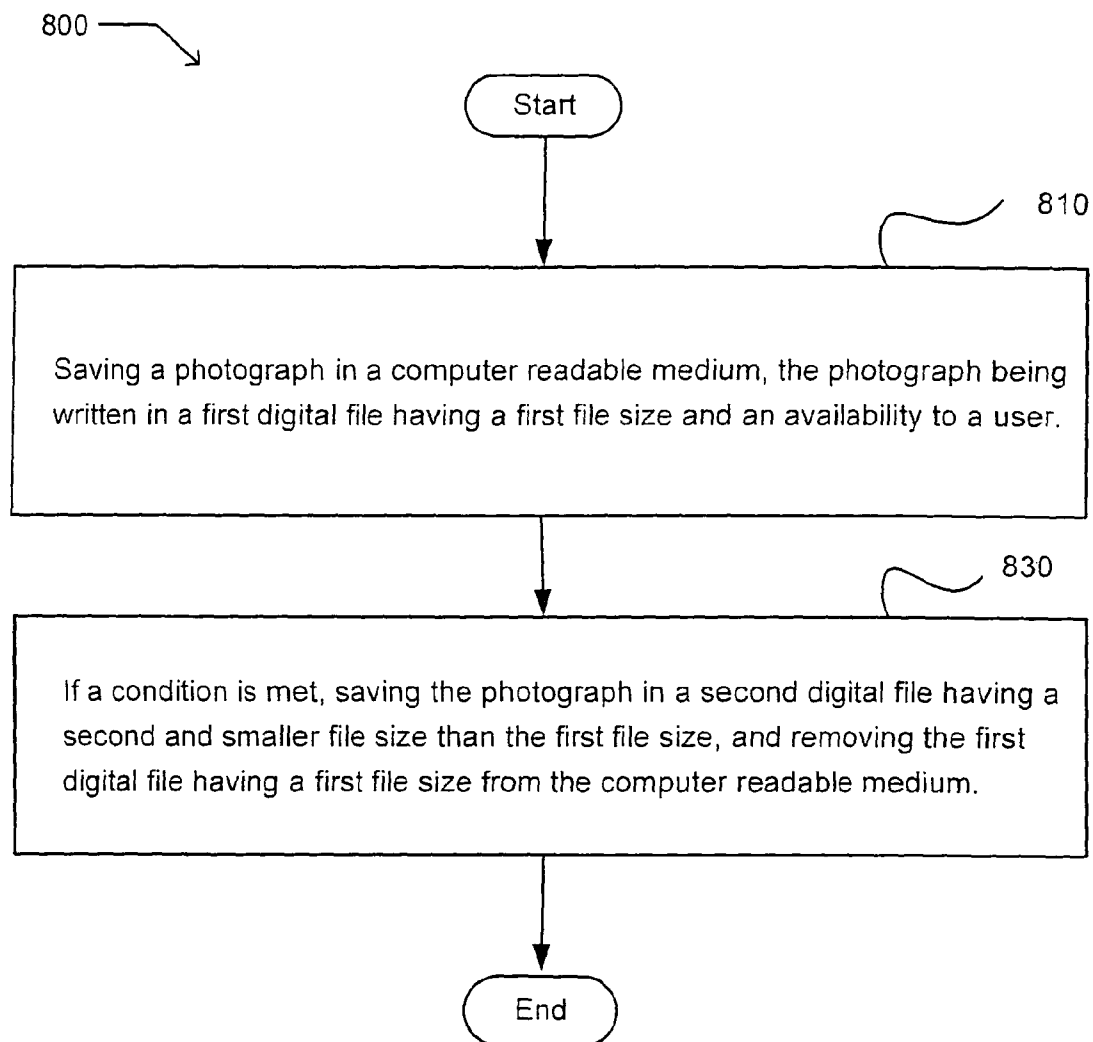 800
Start
810
Saving a photograph in a computer readable medium, the photograph being
written in a first digital file having a first file size and an availability to a user.
830
If a condition is met, saving the photograph in a second digital file having a
second and smaller file size than the first file size, and removing the first
digital file having a first file size from the computer readable medium.
End